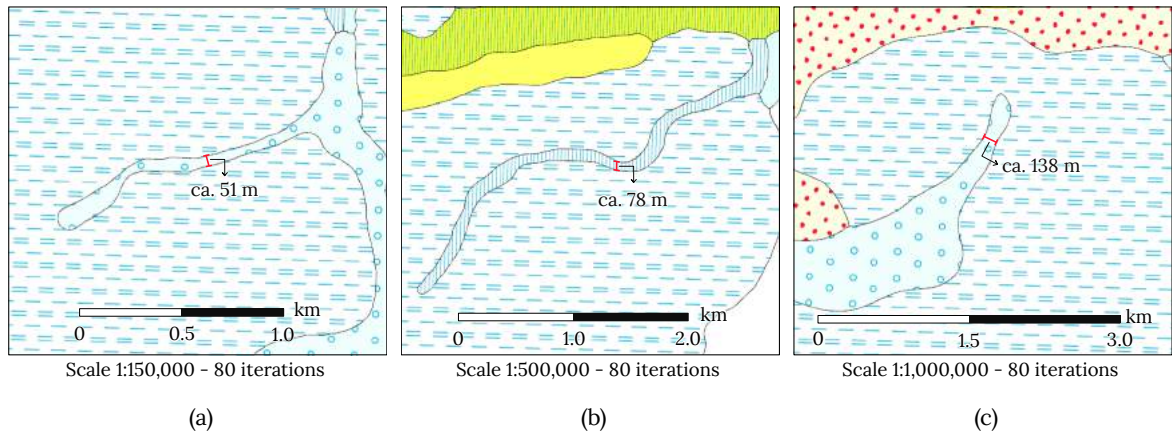 ca. 51 m
km
0 0.5 1.0
Scale 1:150,000 - 80 iterations
(a)
ca. 78 m
km
0 1.0 2.0
Scale 1:500,000 - 80 iterations
(b)
ca. 138 m
km
0 1.5 3.0
Scale 1:1,000,000 - 80 iterations
(c)